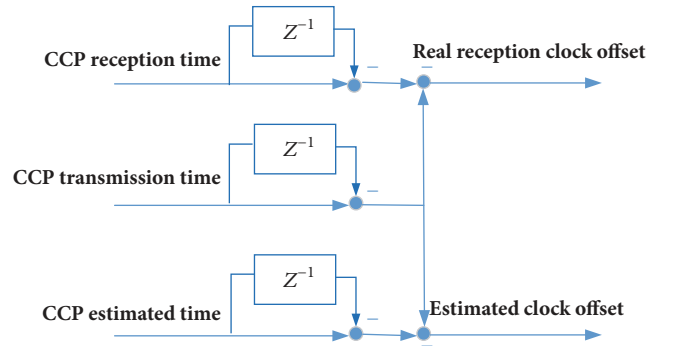 Z⁻¹
CCP reception time
Real reception clock offset
−
−
Z⁻¹
CCP transmission time
−
Z⁻¹
CCP estimated time
Estimated clock offset
−
−